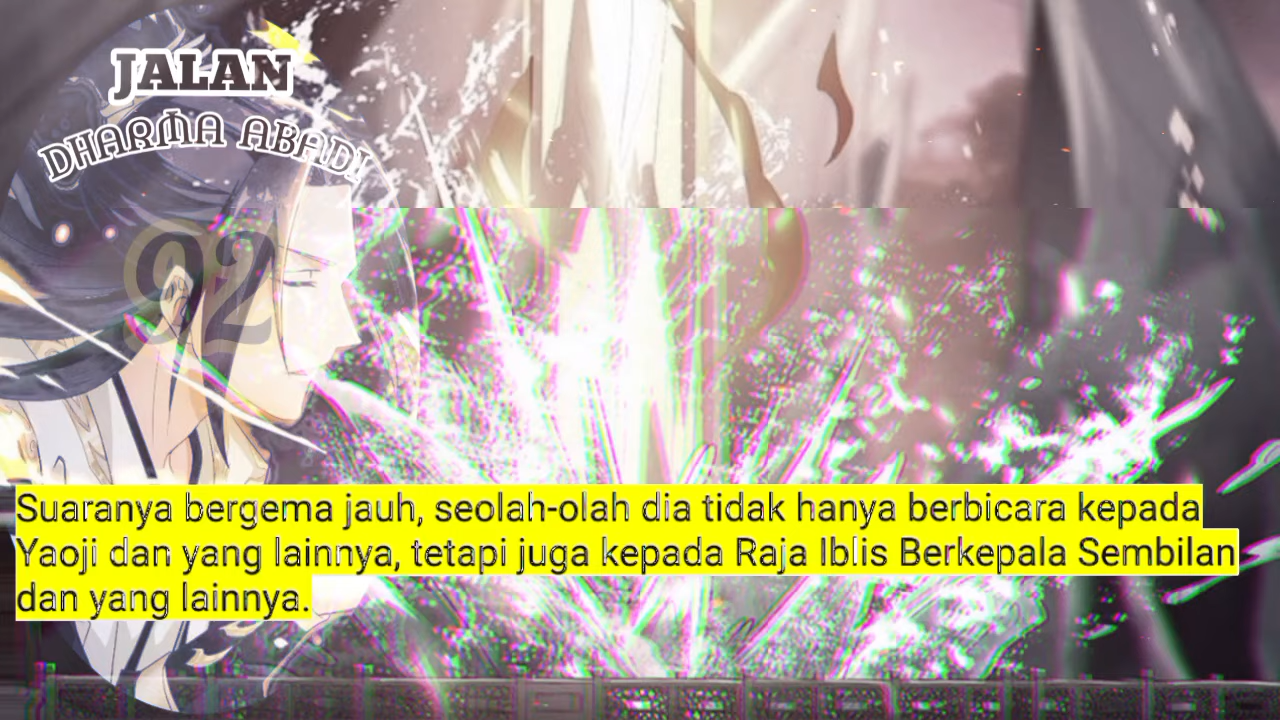 JALAN
DHARMA ABADI
92
Suaranya bergema jauh, seolah-olah dia tidak hanya berbicara kepada
Yaoji dan yang lainnya, tetapi juga kepada Raja Iblis Berkepala Sembilan
dan yang lainnya.